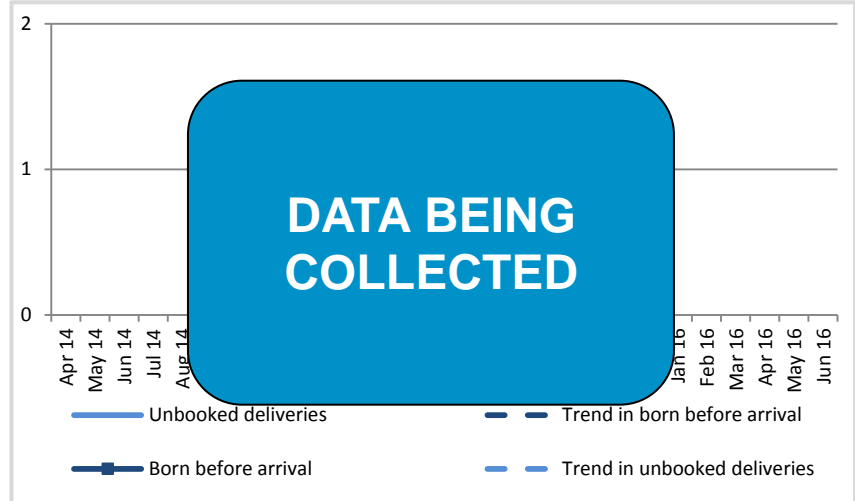 2
1
0
DATA BEING
COLLECTED
Apr 14
May 14
Jun 14
Jul 14
Aug 14
Jan 16
Feb 16
Mar 16
Apr 16
May 16
Jun 16
Unbooked deliveries
Trend in born before arrival
Born before arrival
Trend in unbooked deliveries